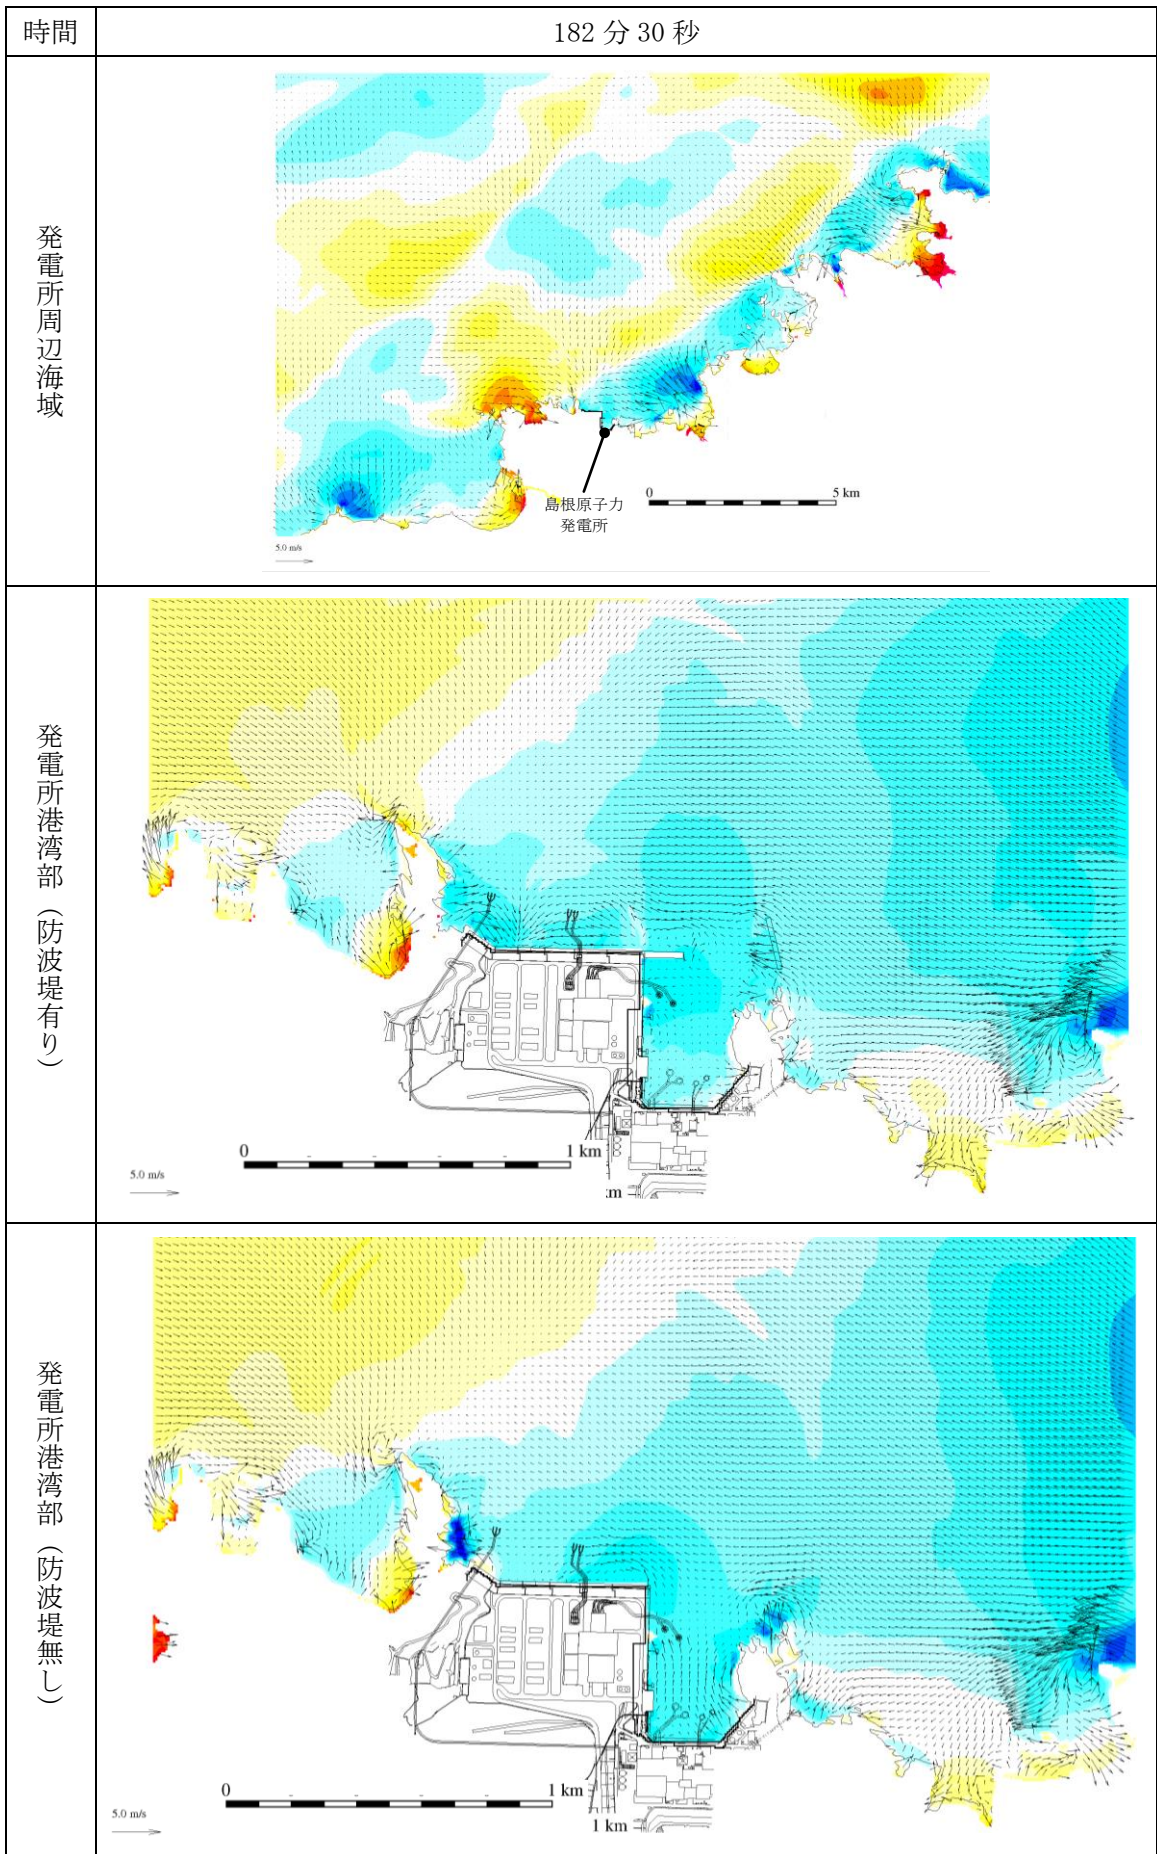 時間
182 分 30 秒
発電所周辺海域
島根原子力
発電所
0
5 km
5.0 m/s
発電所港湾部（防波堤有り）
0
1 km
5.0 m/s
:m
発電所港湾部（防波堤無し）
0
1 km
5.0 m/s
1 km